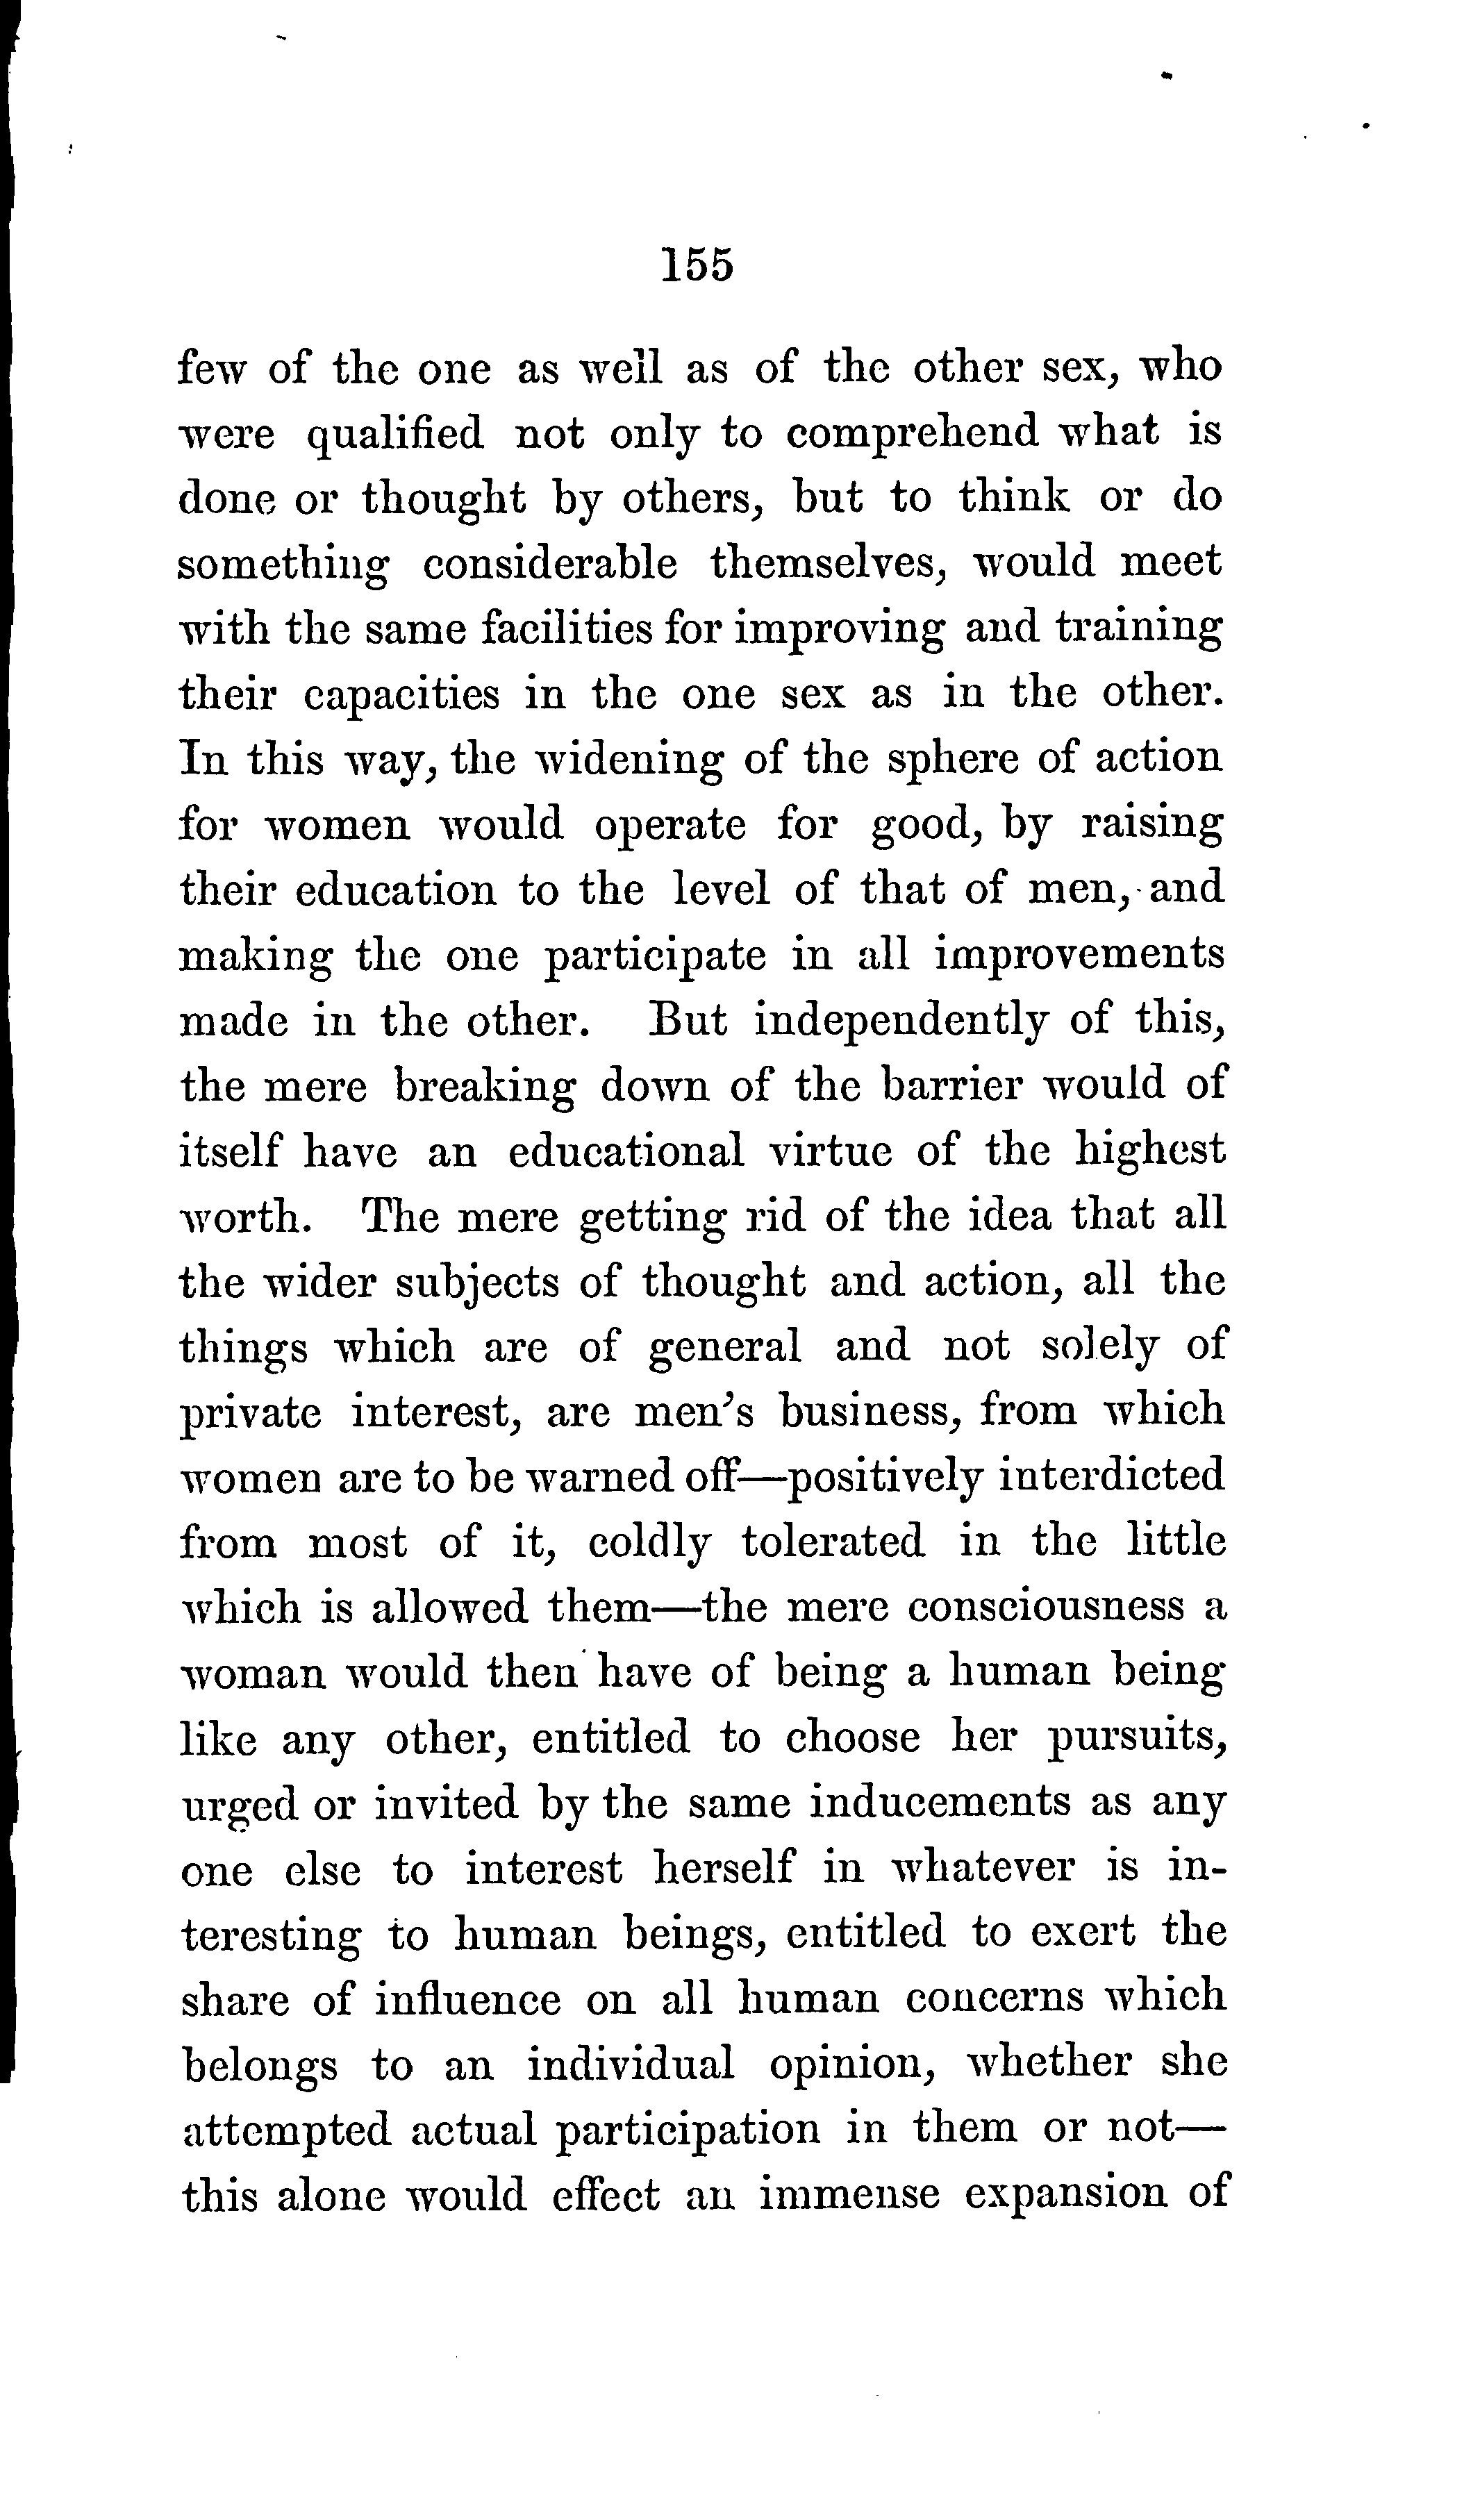 155
few of the one as well as of the other sex, who
were qualified not only to comprehend what is
done or thought by others, but to think or do
something considerable themselves, would meet
with the same facilities for improving and training
their capacities in the one sex as in the other.
In this way, the widening of the sphere of action
for women would operate for good, by raising
their education to the level of that of men, and
making the one participate in all improvements
made in the other. But independently of this,
the mere breaking down of the barrier would of
itself have an educational virtue of the highest
worth. The mere getting rid of the idea that all
the wider subjects of thought and action, all the
things which are of general and not solely of
private interest, are men's business, from which
women are to be warned off—positively interdicted
from most of it, coldly tolerated in the little
which is allowed them—the mere consciousness a
woman would then have of being a human being
like any other, entitled to choose her pursuits,
urged or invited by the same inducements as any
one else to interest herself in whatever is in-
teresting to human beings, entitled to exert the
share of influence on all human concerns which
belongs to an individual opinion, whether she
attempted actual participation in them or not—
this alone would effect an immense expansion of